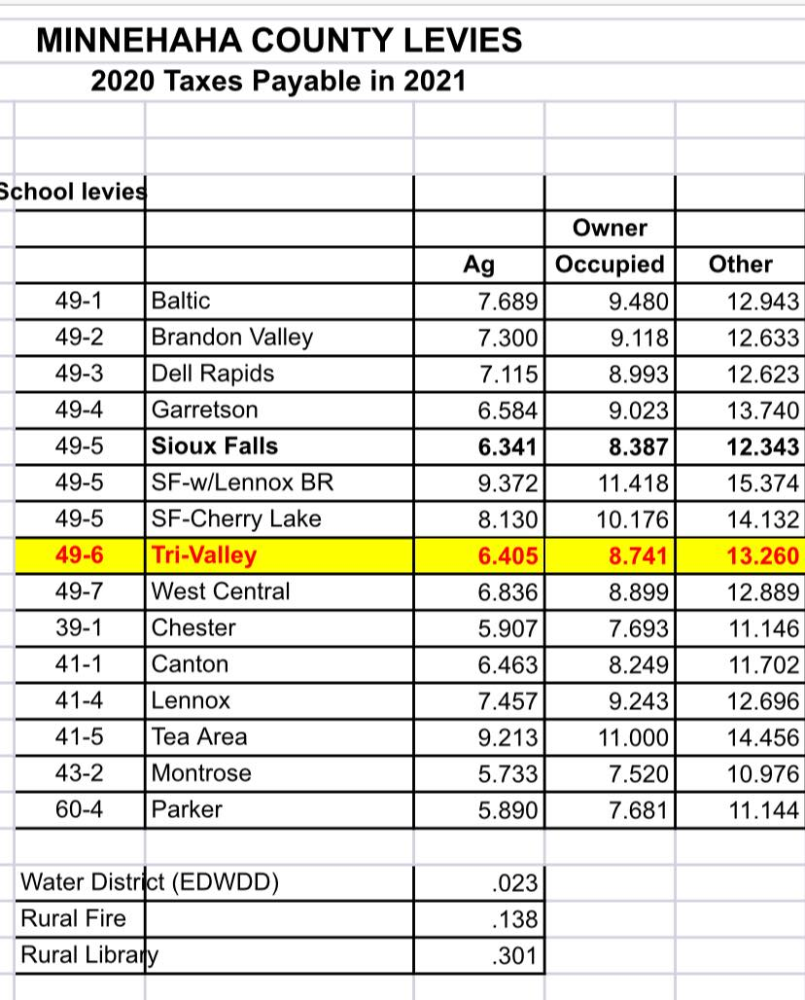 MINNEHAHA COUNTY LEVIES
2020 Taxes Payable in 2021
School levies
Owner
Ag Occupied Other
49-1 Baltic 7.689 9.480 12.943
49-2 Brandon Valley 7.300 9.118 12.633
49-3 Dell Rapids 7.115 8.993 12.623
49-4 Garretson 6.584 9.023 13.740
49-5 Sioux Falls 6.341 8.387 12.343
49-5 SF-w/Lennox BR 9.372 11.418 15.374
49-5 SF-Cherry Lake 8.130 10.176 14.132
49-6 Tri-Valley 6.405 8.741 13.260
49-7 West Central 6.836 8.899 12.889
39-1 Chester 5.907 7.693 11.146
41-1 Canton 6.463 8.249 11.702
41-4 Lennox 7.457 9.243 12.696
41-5 Tea Area 9.213 11.000 14.456
43-2 Montrose 5.733 7.520 10.976
60-4 Parker 5.890 7.681 11.144
Water District (EDWDD) .023
Rural Fire .138
Rural Library .301